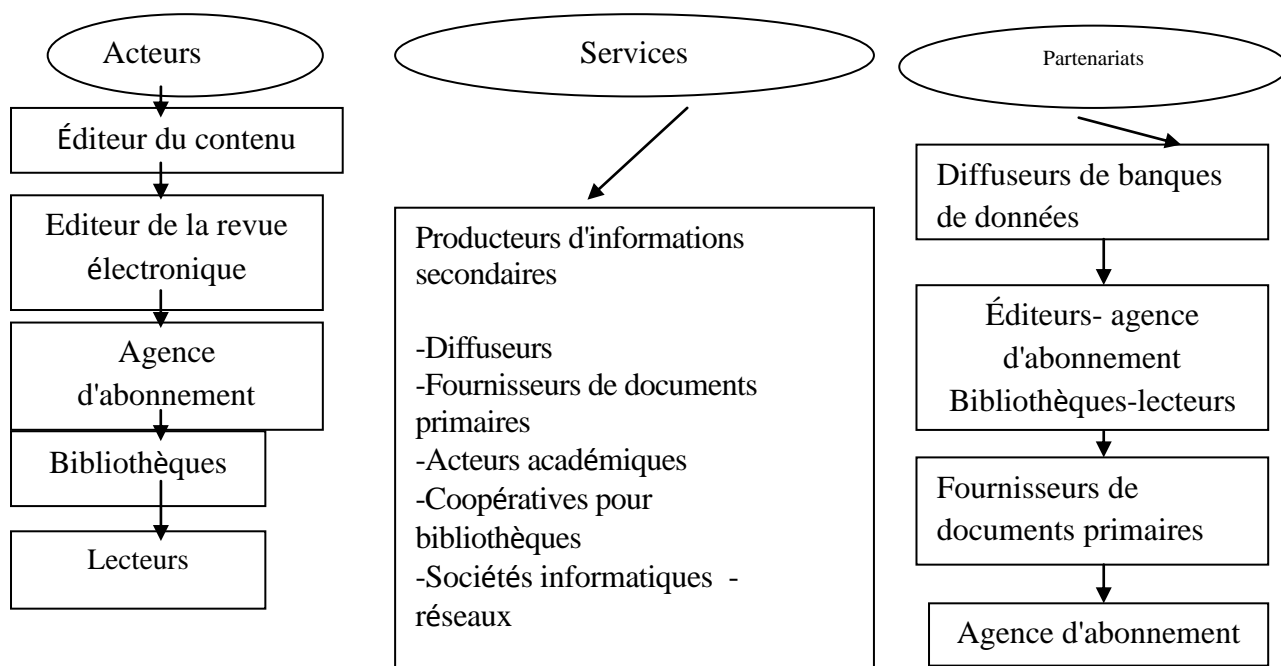 Acteurs
Éditeur du contenu
Editeur de la revue
électronique
Agence
d'abonnement
Bibliothèques
Lecteurs
Services
Producteurs d'informations
secondaires
-Diffuseurs
-Fournisseurs de documents
primaires
-Acteurs académiques
-Coopératives pour
bibliothèques
-Sociétés informatiques -
réseaux
Partenariats
Diffuseurs de banques
de données
Éditeurs- agence
d'abonnement
Bibliothèques-lecteurs
Fournisseurs de
documents primaires
Agence d'abonnement